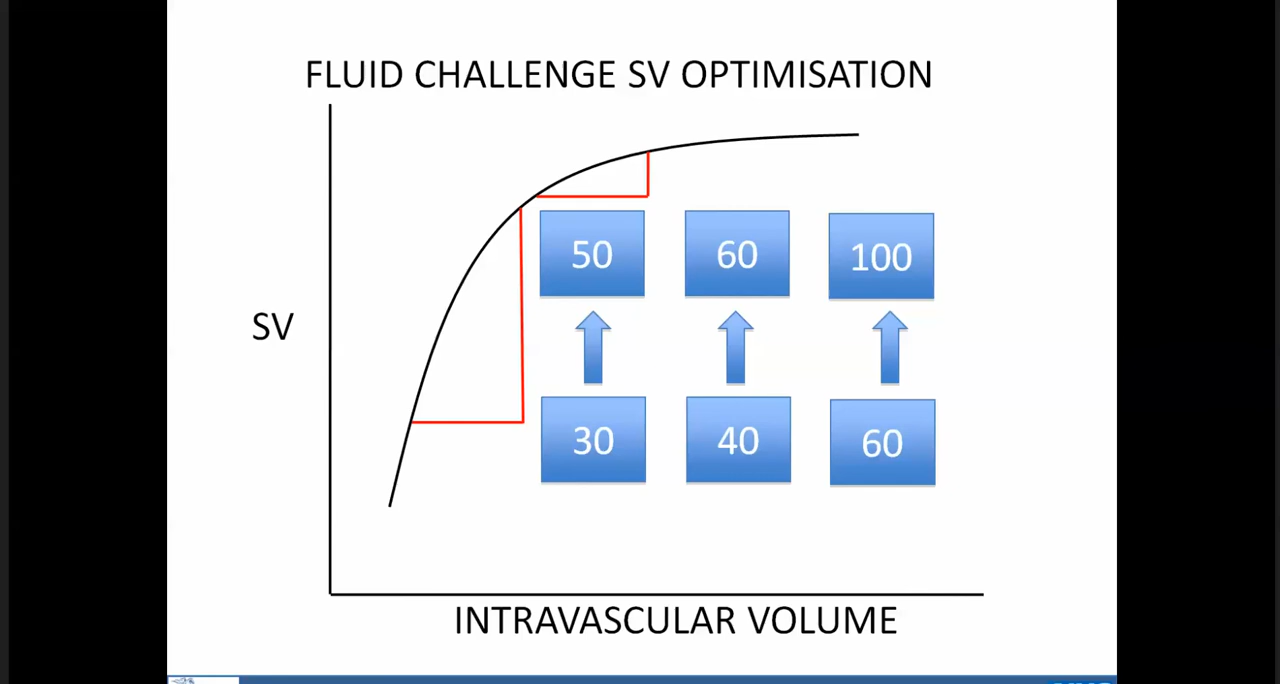 FLUID CHALLENGE SV OPTIMISATION
50 60 100
SV
30 40 60
INTRAVASCULAR VOLUME